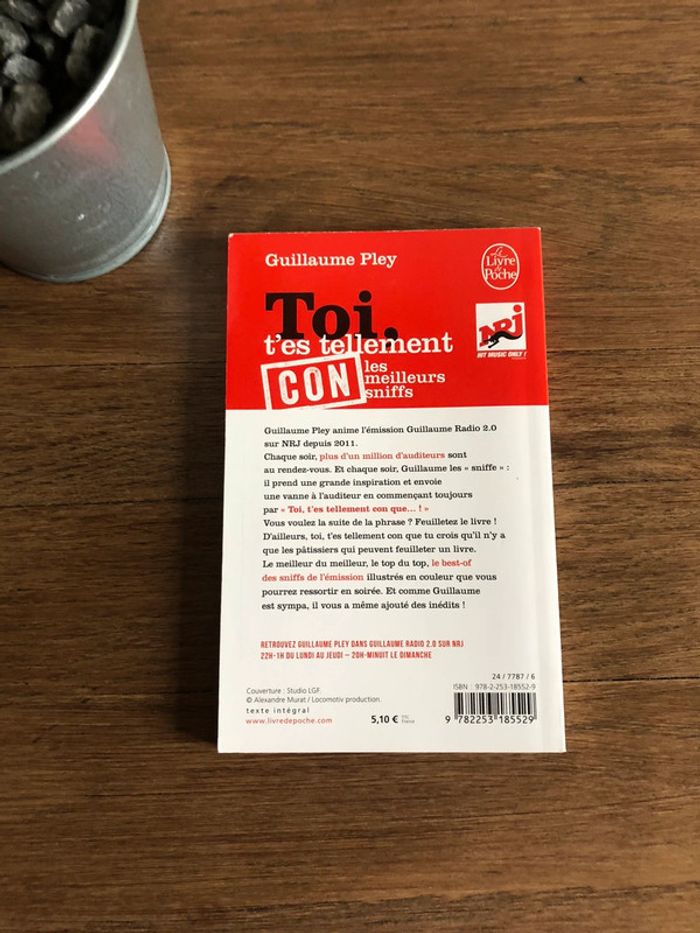 Guillaume Pley
Le
Livre
de
Poche
Toi,
t'es tellement
CON
les
meilleurs
sniffs
NRJ
HIT MUSIC ONLY !
Guillaume Pley anime l'émission Guillaume Radio 2.0
sur NRJ depuis 2011.
Chaque soir, plus d'un million d'auditeurs sont
au rendez-vous. Et chaque soir, Guillaume les « sniffe » :
il prend une grande inspiration et envoie
une vanne à l'auditeur en commençant toujours
par « Toi, t'es tellement con que... ! »
Vous voulez la suite de la phrase ? Feuilletez le livre !
D'ailleurs, toi, t'es tellement con que tu crois qu'il n'y a
que les pâtissiers qui peuvent feuilleter un livre.
Le meilleur du meilleur, le top du top, le best-of
des sniffs de l'émission illustrés en couleur que vous
pourrez ressortir en soirée. Et comme Guillaume
est sympa, il vous a même ajouté des inédits !
RETROUVEZ GUILLAUME PLEY DANS GUILLAUME RADIO 2.0 SUR NRJ
22H-1H DU LUNDI AU JEUDI – 20H-MINUIT LE DIMANCHE
24 / 7787 / 6
ISBN : 978-2-253-18552-9
Couverture : Studio LGF.
© Alexandre Murat / Locomotiv production.
texte intégral
www.livredepoche.com
5,10 € TTC
France
9 782253 185529